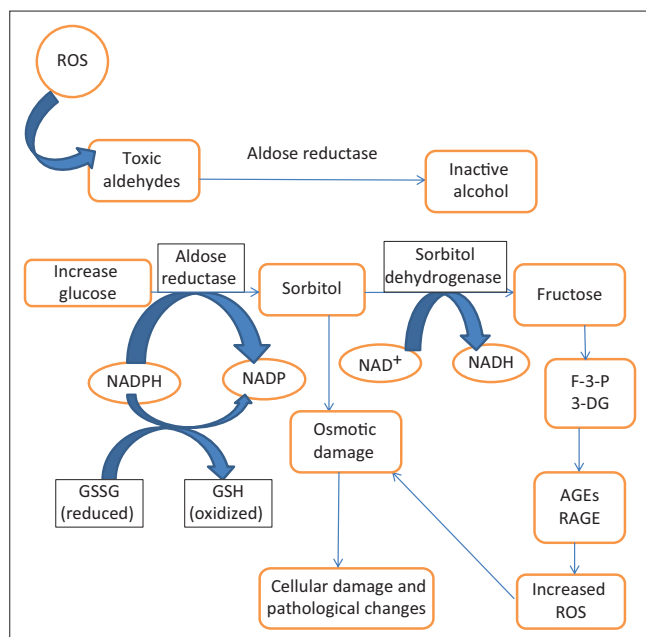 ROS
Toxic
aldehydes
Aldose reductase
Inactive
alcohol
Increase
glucose
Aldose
reductase
Sorbitol
Sorbitol
dehydrogenase
Fructose
NADPH
NADP
NAD+
NADH
F-3-P
3-DG
GSSG
(reduced)
GSH
(oxidized)
Osmotic
damage
AGEs
RAGE
Cellular damage and
pathological changes
Increased
ROS